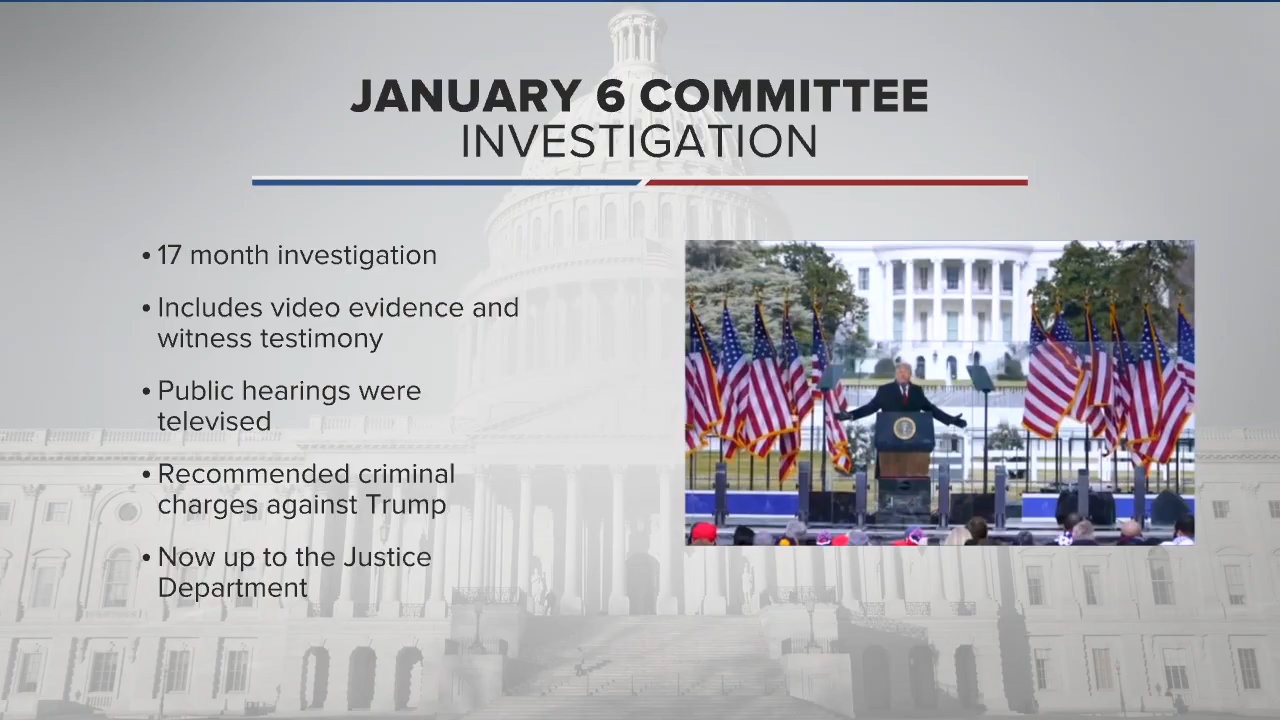 JANUARY 6 COMMITTEE
INVESTIGATION
• 17 month investigation
• Includes video evidence and
witness testimony
• Public hearings were
televised
• Recommended criminal
charges against Trump
• Now up to the Justice
Department